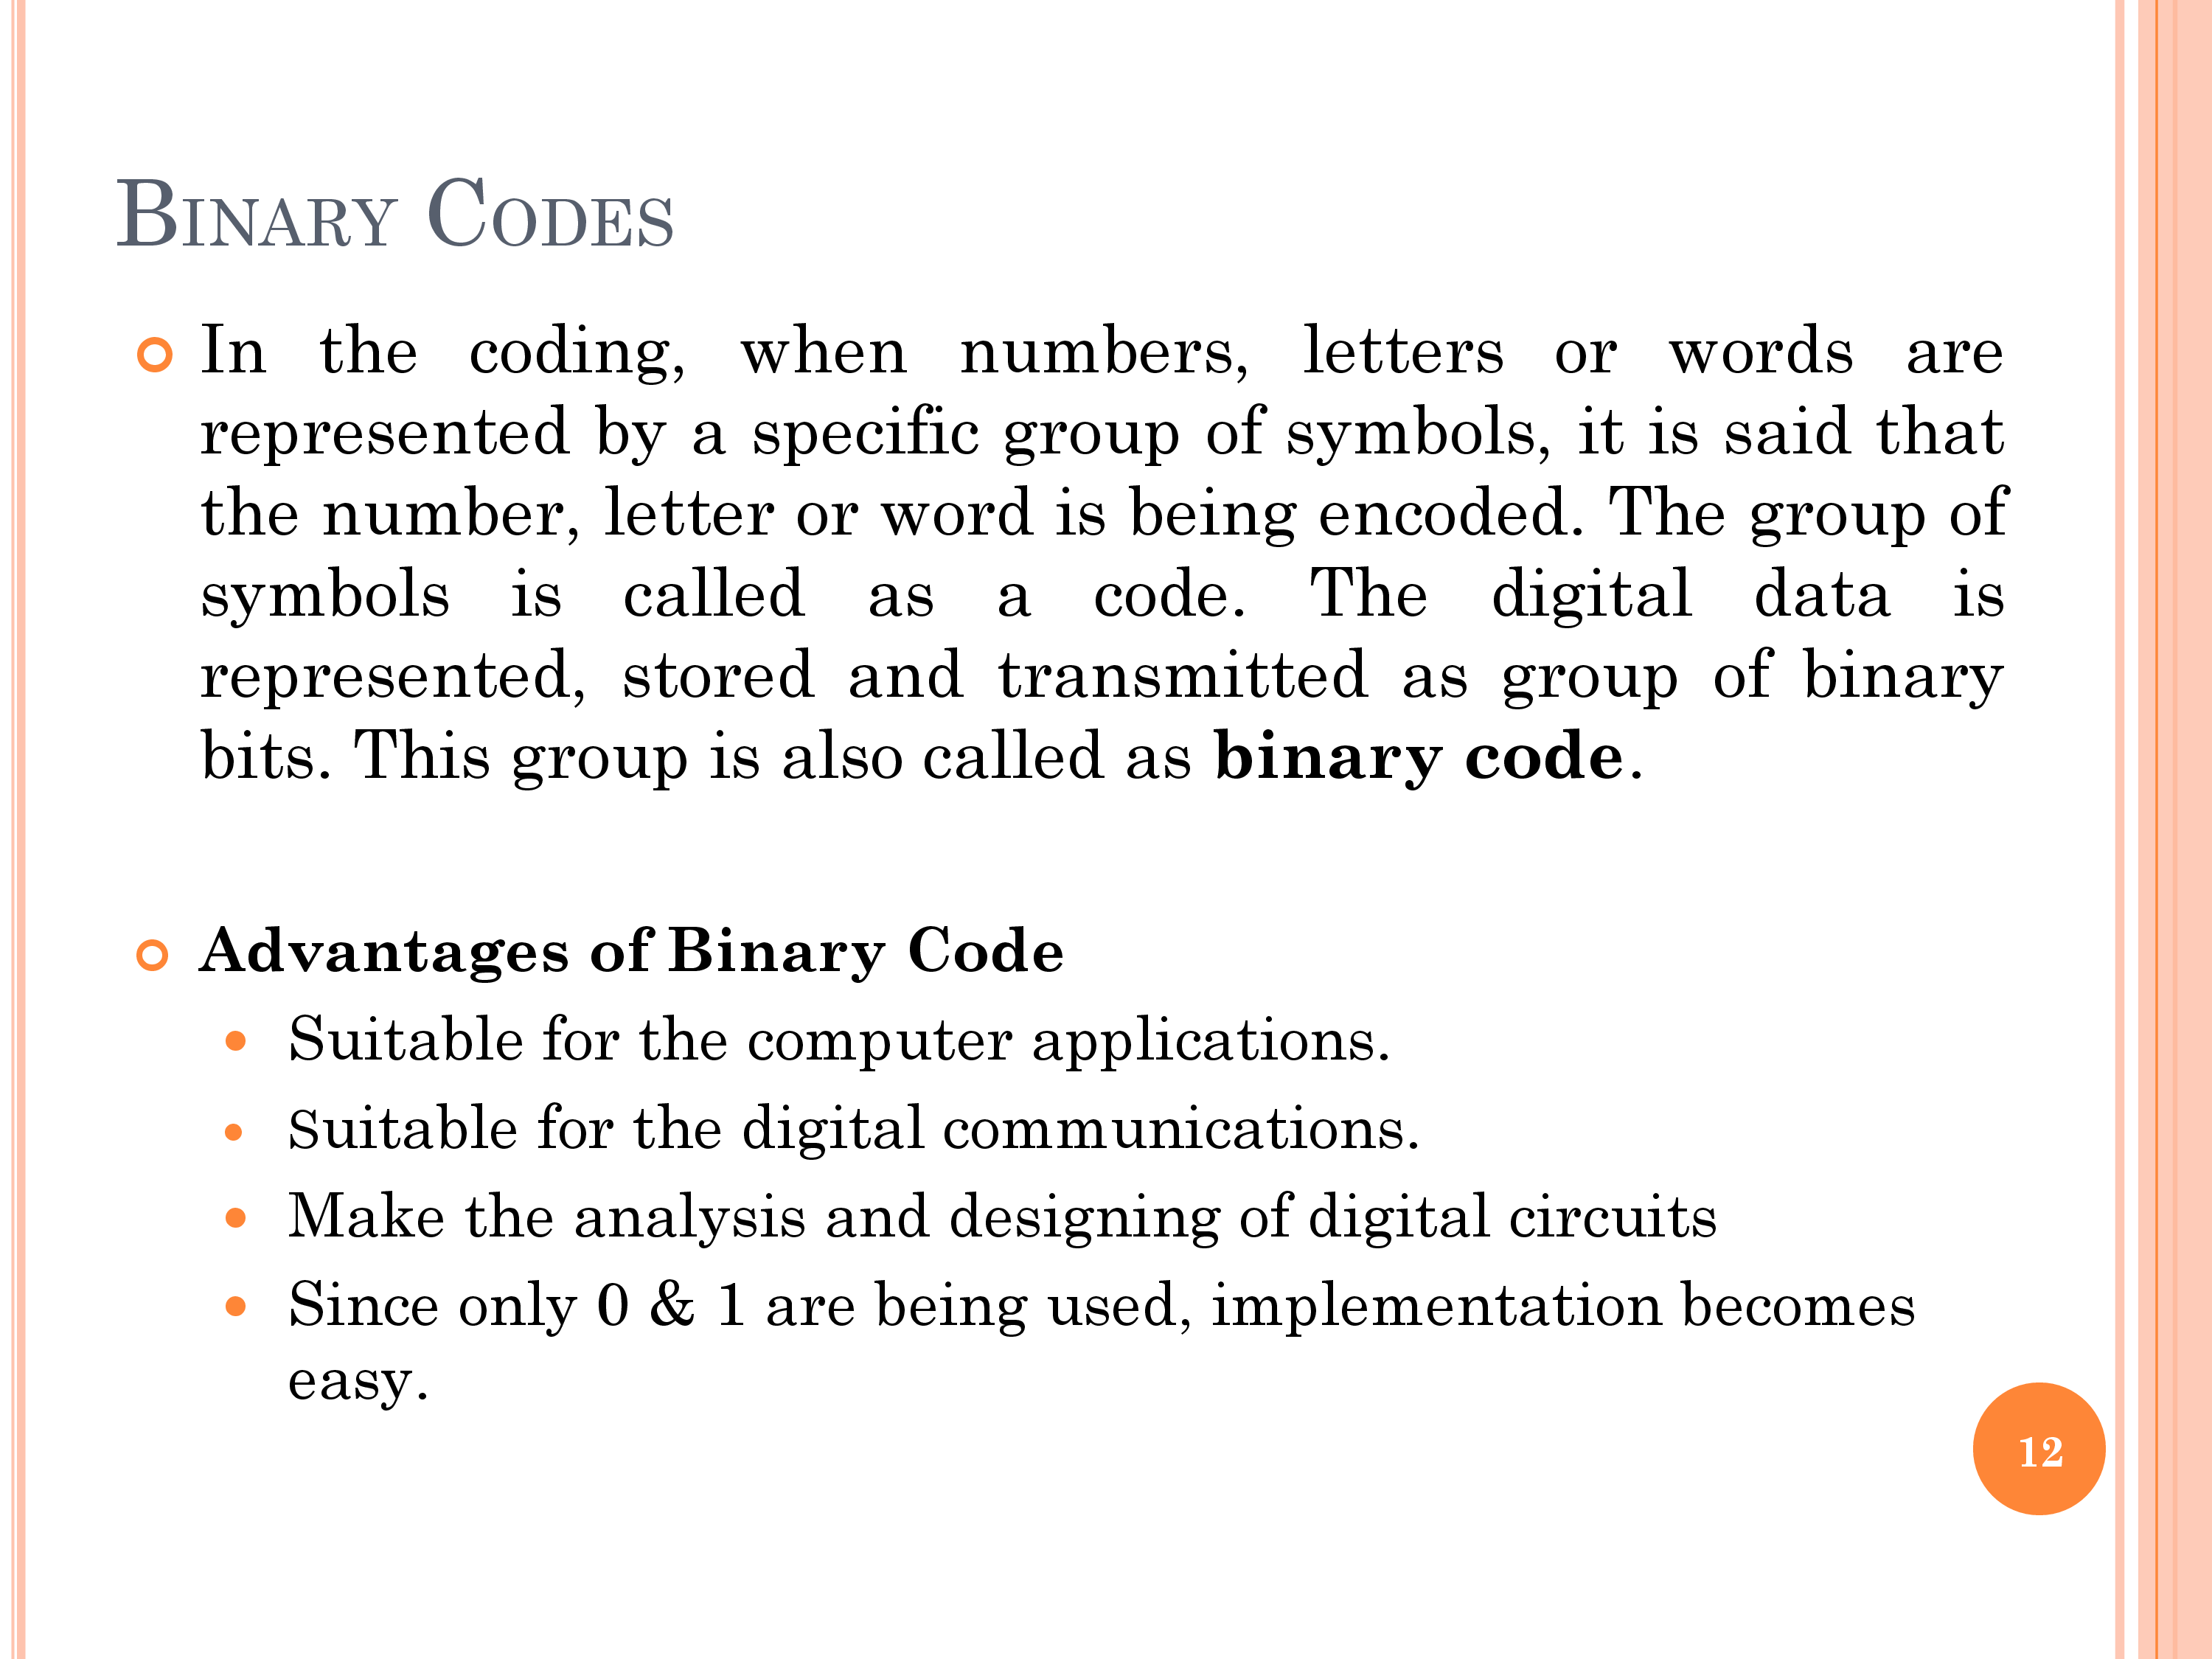 Binary Codes
In the coding, when numbers, letters or words are
represented by a specific group of symbols, it is said that
the number, letter or word is being encoded. The group of
symbols is called as a code. The digital data is
represented, stored and transmitted as group of binary
bits. This group is also called as binary code.
Advantages of Binary Code
Suitable for the computer applications.
Suitable for the digital communications.
Make the analysis and designing of digital circuits
Since only 0 & 1 are being used, implementation becomes
easy.
12